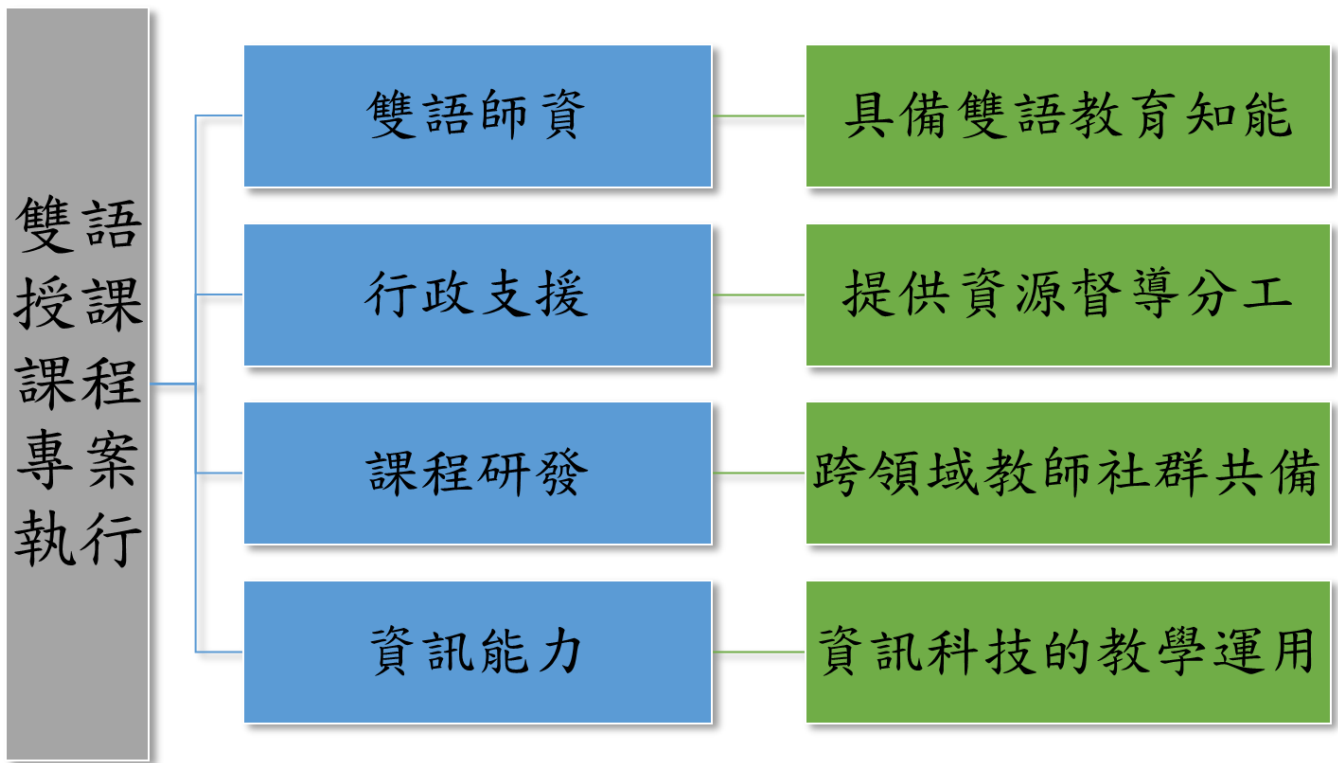 雙語
授課
課程
專案
執行
雙語師資
具備雙語教育知能
行政支援
提供資源督導分工
課程研發
跨領域教師社群共備
資訊能力
資訊科技的教學運用